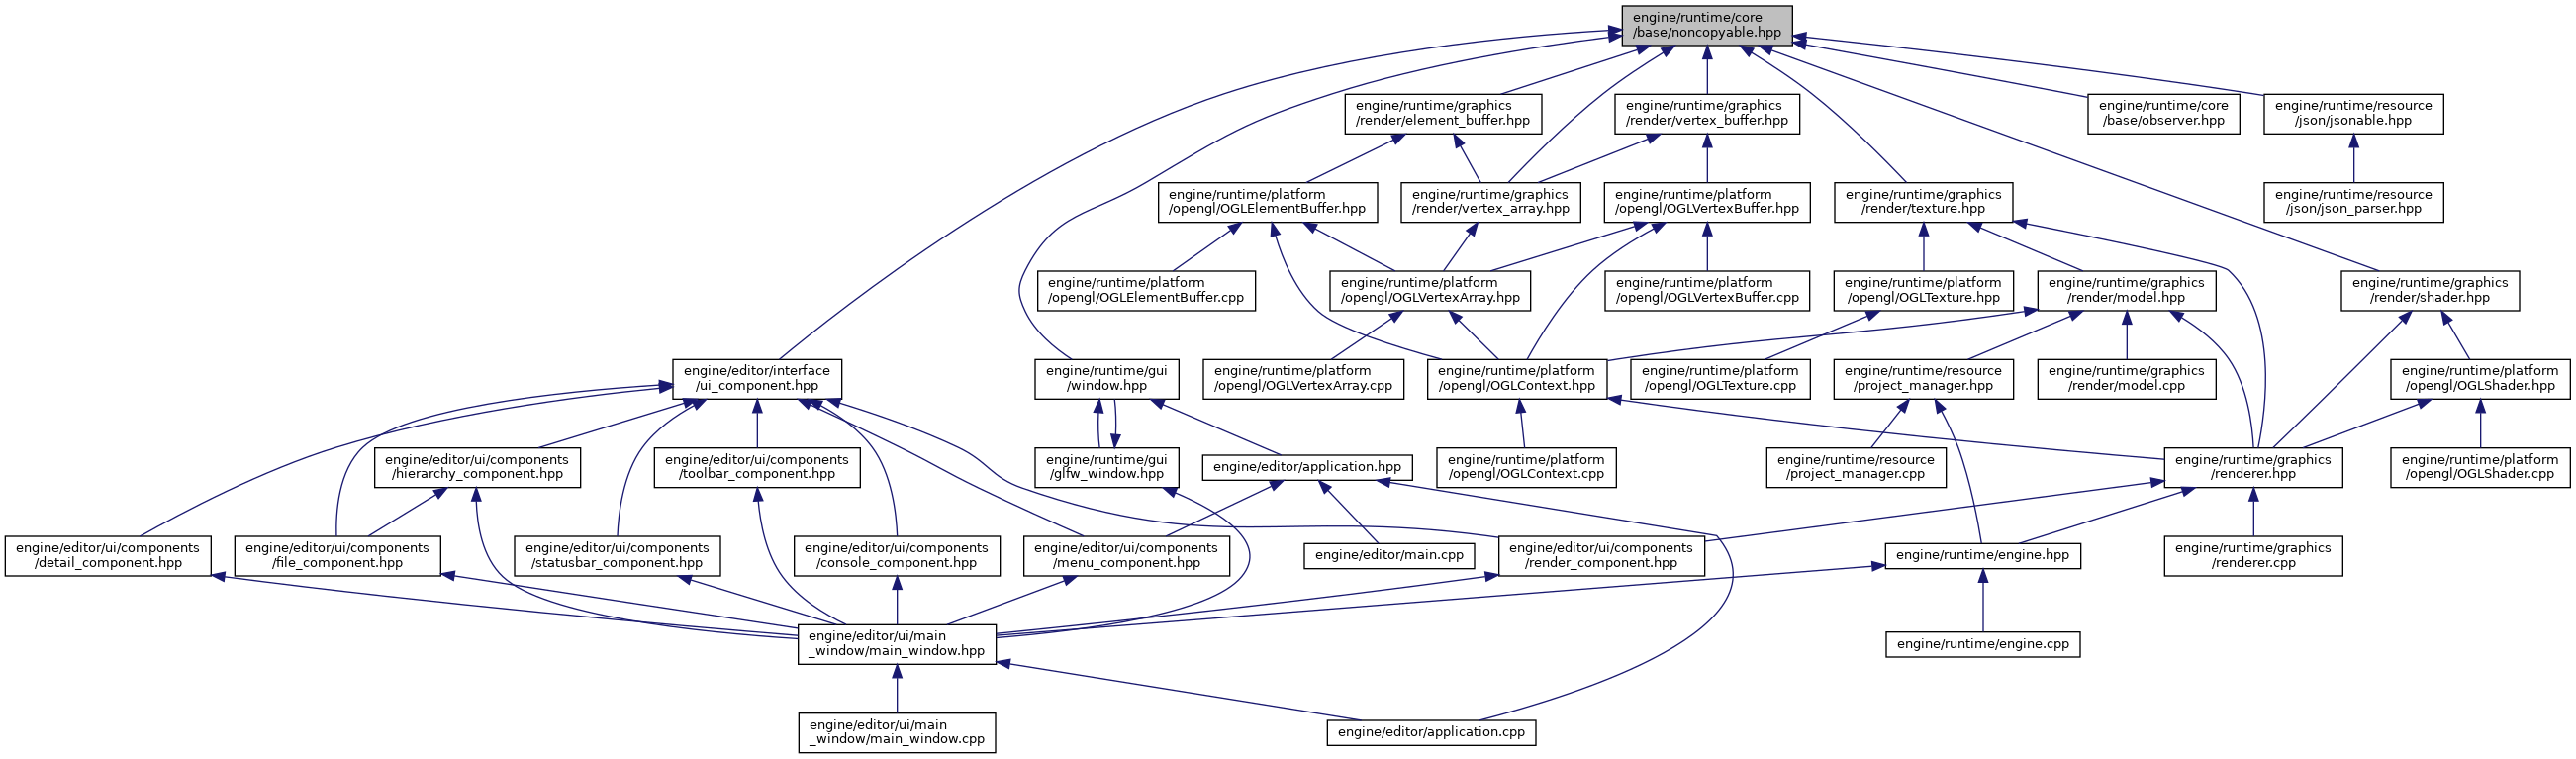 engine/runtime/core
/base/noncopyable.hpp
engine/runtime/graphics
/render/element_buffer.hpp
engine/runtime/graphics
/render/vertex_buffer.hpp
engine/runtime/core
/base/observer.hpp
engine/runtime/resource
/json/jsonable.hpp
engine/runtime/platform
/opengl/OGLElementBuffer.hpp
engine/runtime/graphics
/render/vertex_array.hpp
engine/runtime/platform
/opengl/OGLVertexBuffer.hpp
engine/runtime/graphics
/render/texture.hpp
engine/runtime/resource
/json/json_parser.hpp
engine/runtime/platform
/opengl/OGLElementBuffer.cpp
engine/runtime/platform
/opengl/OGLVertexArray.hpp
engine/runtime/platform
/opengl/OGLVertexBuffer.cpp
engine/runtime/platform
/opengl/OGLTexture.hpp
engine/runtime/graphics
/render/model.hpp
engine/runtime/graphics
/render/shader.hpp
engine/editor/interface
/ui_component.hpp
engine/runtime/gui
/window.hpp
engine/runtime/platform
/opengl/OGLVertexArray.cpp
engine/runtime/platform
/opengl/OGLContext.hpp
engine/runtime/platform
/opengl/OGLTexture.cpp
engine/runtime/resource
/project_manager.hpp
engine/runtime/graphics
/render/model.cpp
engine/runtime/platform
/opengl/OGLShader.hpp
engine/editor/ui/components
/hierarchy_component.hpp
engine/editor/ui/components
/toolbar_component.hpp
engine/runtime/gui
/glfw_window.hpp
engine/editor/application.hpp
engine/runtime/platform
/opengl/OGLContext.cpp
engine/runtime/resource
/project_manager.cpp
engine/runtime/graphics
/renderer.hpp
engine/runtime/platform
/opengl/OGLShader.cpp
engine/editor/ui/components
/detail_component.hpp
engine/editor/ui/components
/file_component.hpp
engine/editor/ui/components
/statusbar_component.hpp
engine/editor/ui/components
/console_component.hpp
engine/editor/ui/components
/menu_component.hpp
engine/editor/main.cpp
engine/editor/ui/components
/render_component.hpp
engine/runtime/engine.hpp
engine/runtime/graphics
/renderer.cpp
engine/editor/ui/main
_window/main_window.hpp
engine/runtime/engine.cpp
engine/editor/ui/main
_window/main_window.cpp
engine/editor/application.cpp